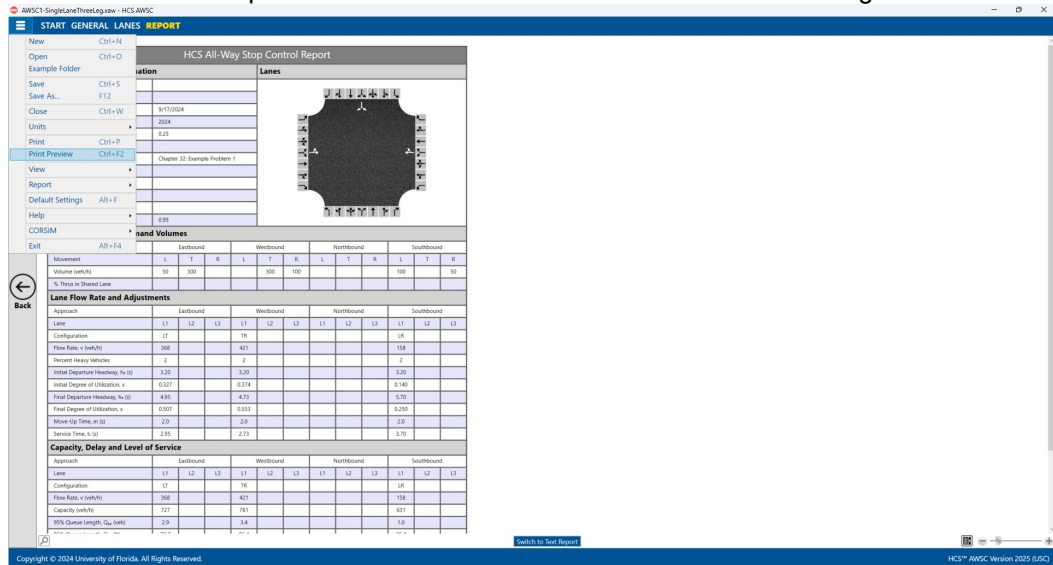 AWSC1-SingleLaneThreeLeg.xaw - HCS AWSC
START GENERAL LANES REPORT
New Ctrl+N
Open Ctrl+O
Example Folder
Save Ctrl+S
Save As... F12
Close Ctrl+W
Units
Print Ctrl+P
Print Preview Ctrl+F2
View
Report
Default Settings Alt+F
Help
CORSIM
Exit Alt+F4
Back
HCS All-Way Stop Control Report
Lanes
9/17/2024
2024
0.25
Chapter 32: Example Problem 1
0.95
Volumes
Eastbound Westbound Northbound Southbound
Movement L T R L T R L T R L T R
Volume (veh/h) 50 300 300 100 100 50
% Thrus in Shared Lane
Lane Flow Rate and Adjustments
Approach Eastbound Westbound Northbound Southbound
Lane L1 L2 L3 L1 L2 L3 L1 L2 L3 L1 L2 L3
Configuration LT TR LR
Flow Rate, v (veh/h) 368 421 158
Percent Heavy Vehicles 2 2 2
Initial Departure Headway, hd (s) 3.20 3.20 3.20
Initial Degree of Utilization, x 0.327 0.374 0.140
Final Departure Headway, hd (s) 4.95 4.73 5.70
Final Degree of Utilization, x 0.507 0.553 0.250
Move-Up Time, m (s) 2.0 2.0 2.0
Service Time, ts (s) 2.95 2.73 3.70
Capacity, Delay and Level of Service
Approach Eastbound Westbound Northbound Southbound
Lane L1 L2 L3 L1 L2 L3 L1 L2 L3 L1 L2 L3
Configuration LT TR LR
Flow Rate, v (veh/h) 368 421 158
Capacity (veh/h) 727 761 631
95% Queue Length, Q95 (veh) 2.9 3.4 1.0
Switch to Text Report
Copyright © 2024 University of Florida. All Rights Reserved.
HCS™ AWSC Version 2025 (USC)